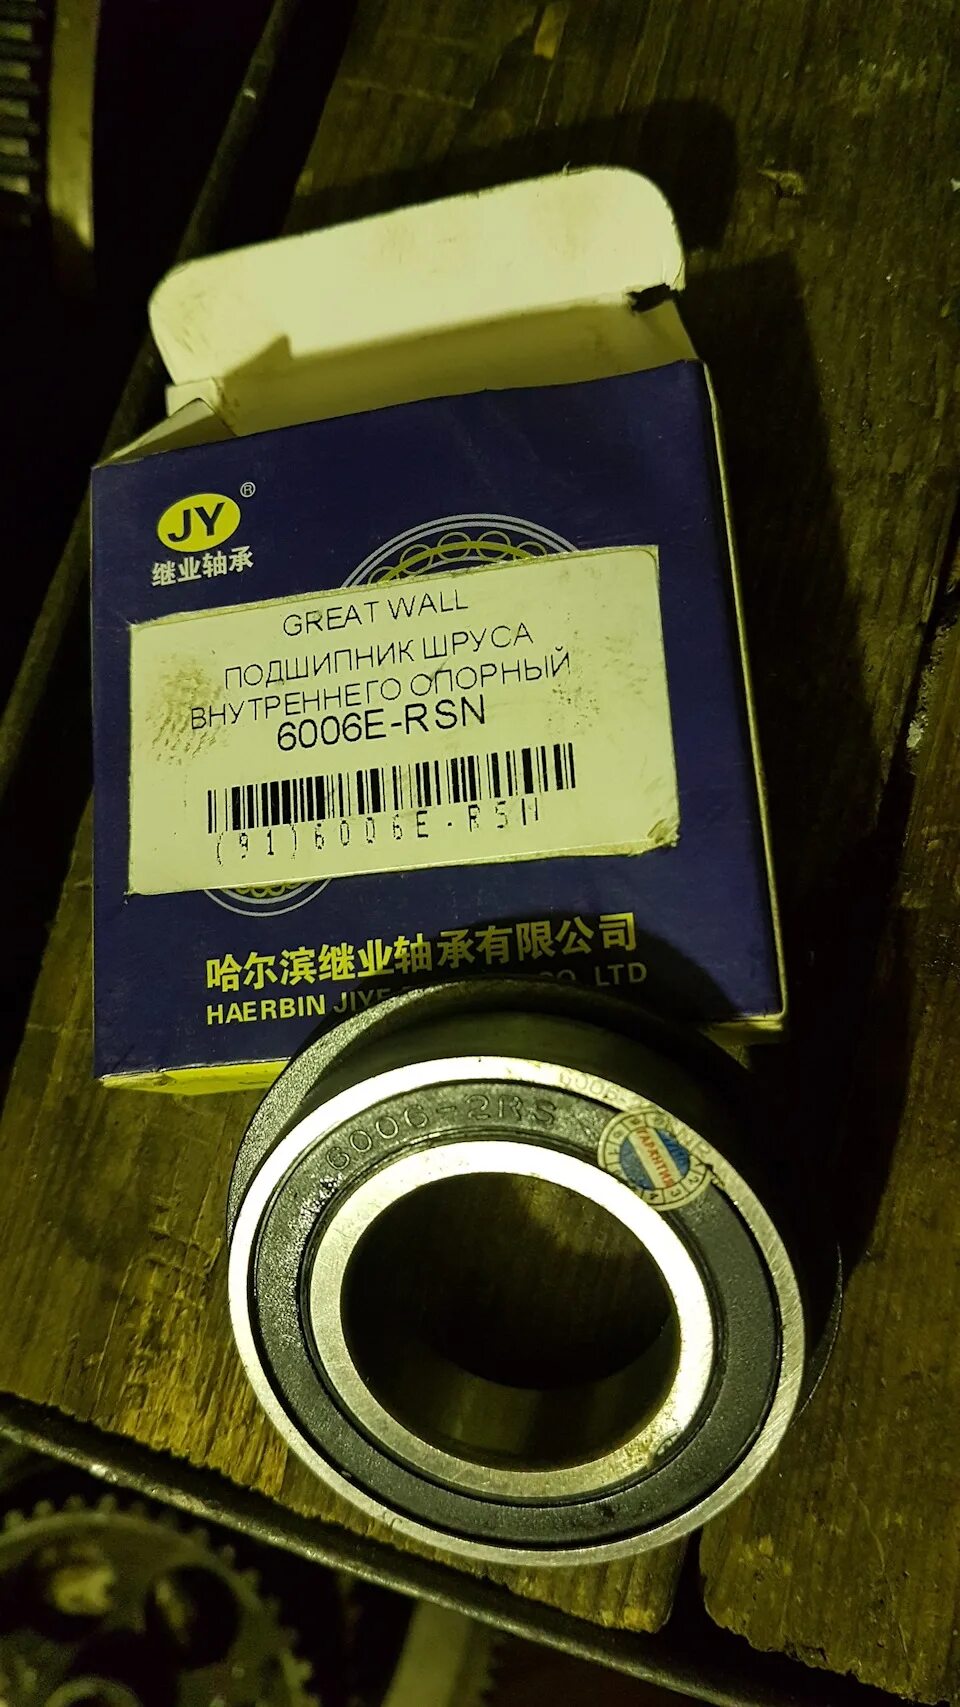 JY®
继业轴承
GREAT WALL
ПОДШИПНИК ШРУСА
ВНУТРЕННЕГО ОПОРНЫЙ
6006E-RSN
(91)6006E-RSN
哈尔滨继业轴承有限公司
HAERBIN CO. LTD
6006-2RS
ГАРАНТИЯ